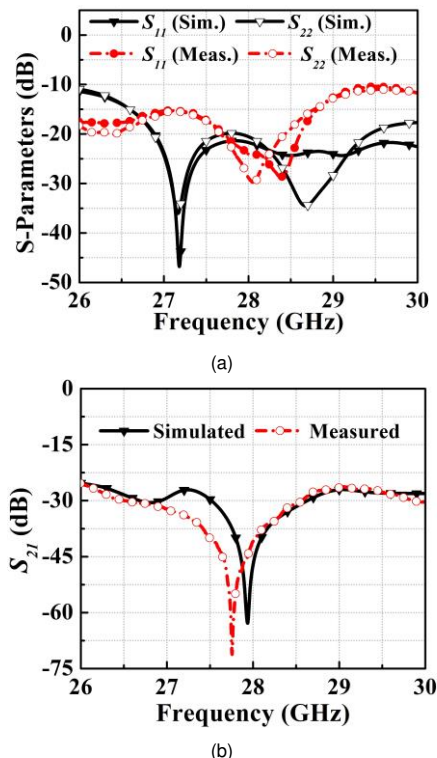 S11 (Sim.) S22 (Sim.)
S11 (Meas.) S22 (Meas.)
0
-10
-20
-30
-40
-50
S-Parameters (dB)
26 27 28 29 30
Frequency (GHz)
(a)
Simulated Measured
0
-15
-30
-45
-60
-75
S21 (dB)
26 27 28 29 30
Frequency (GHz)
(b)